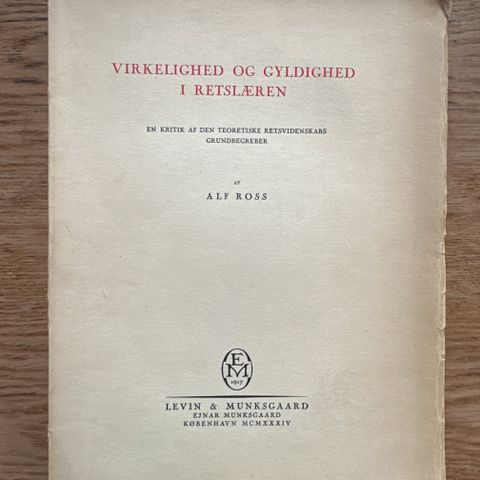 VIRKELIGHED OG GYLDIGHED
I RETSLÆREN
EN KRITIK AF DEN TEORETISKE RETSVIDENSKABS
GRUNDBEGREBER
AF
ALF ROSS
EM
1917
LEVIN & MUNKSGAARD
EJNAR MUNKSGAARD
KØBENHAVN MCMXXXIV